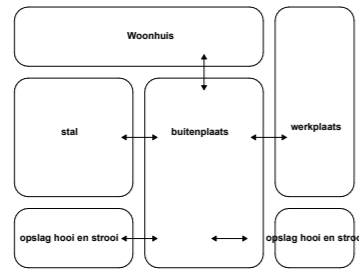 Woonhuis
stal
buitenplaats
werkplaats
opslag hooi en strooi
opslag hooi en stroo